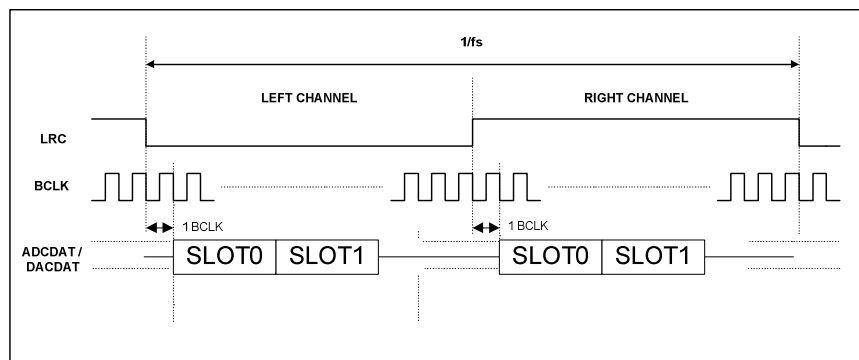 1/fs
LEFT CHANNEL
RIGHT CHANNEL
LRC
BCLK
1 BCLK
1 BCLK
ADCDAT /
DACDAT
SLOT0
SLOT1
SLOT0
SLOT1